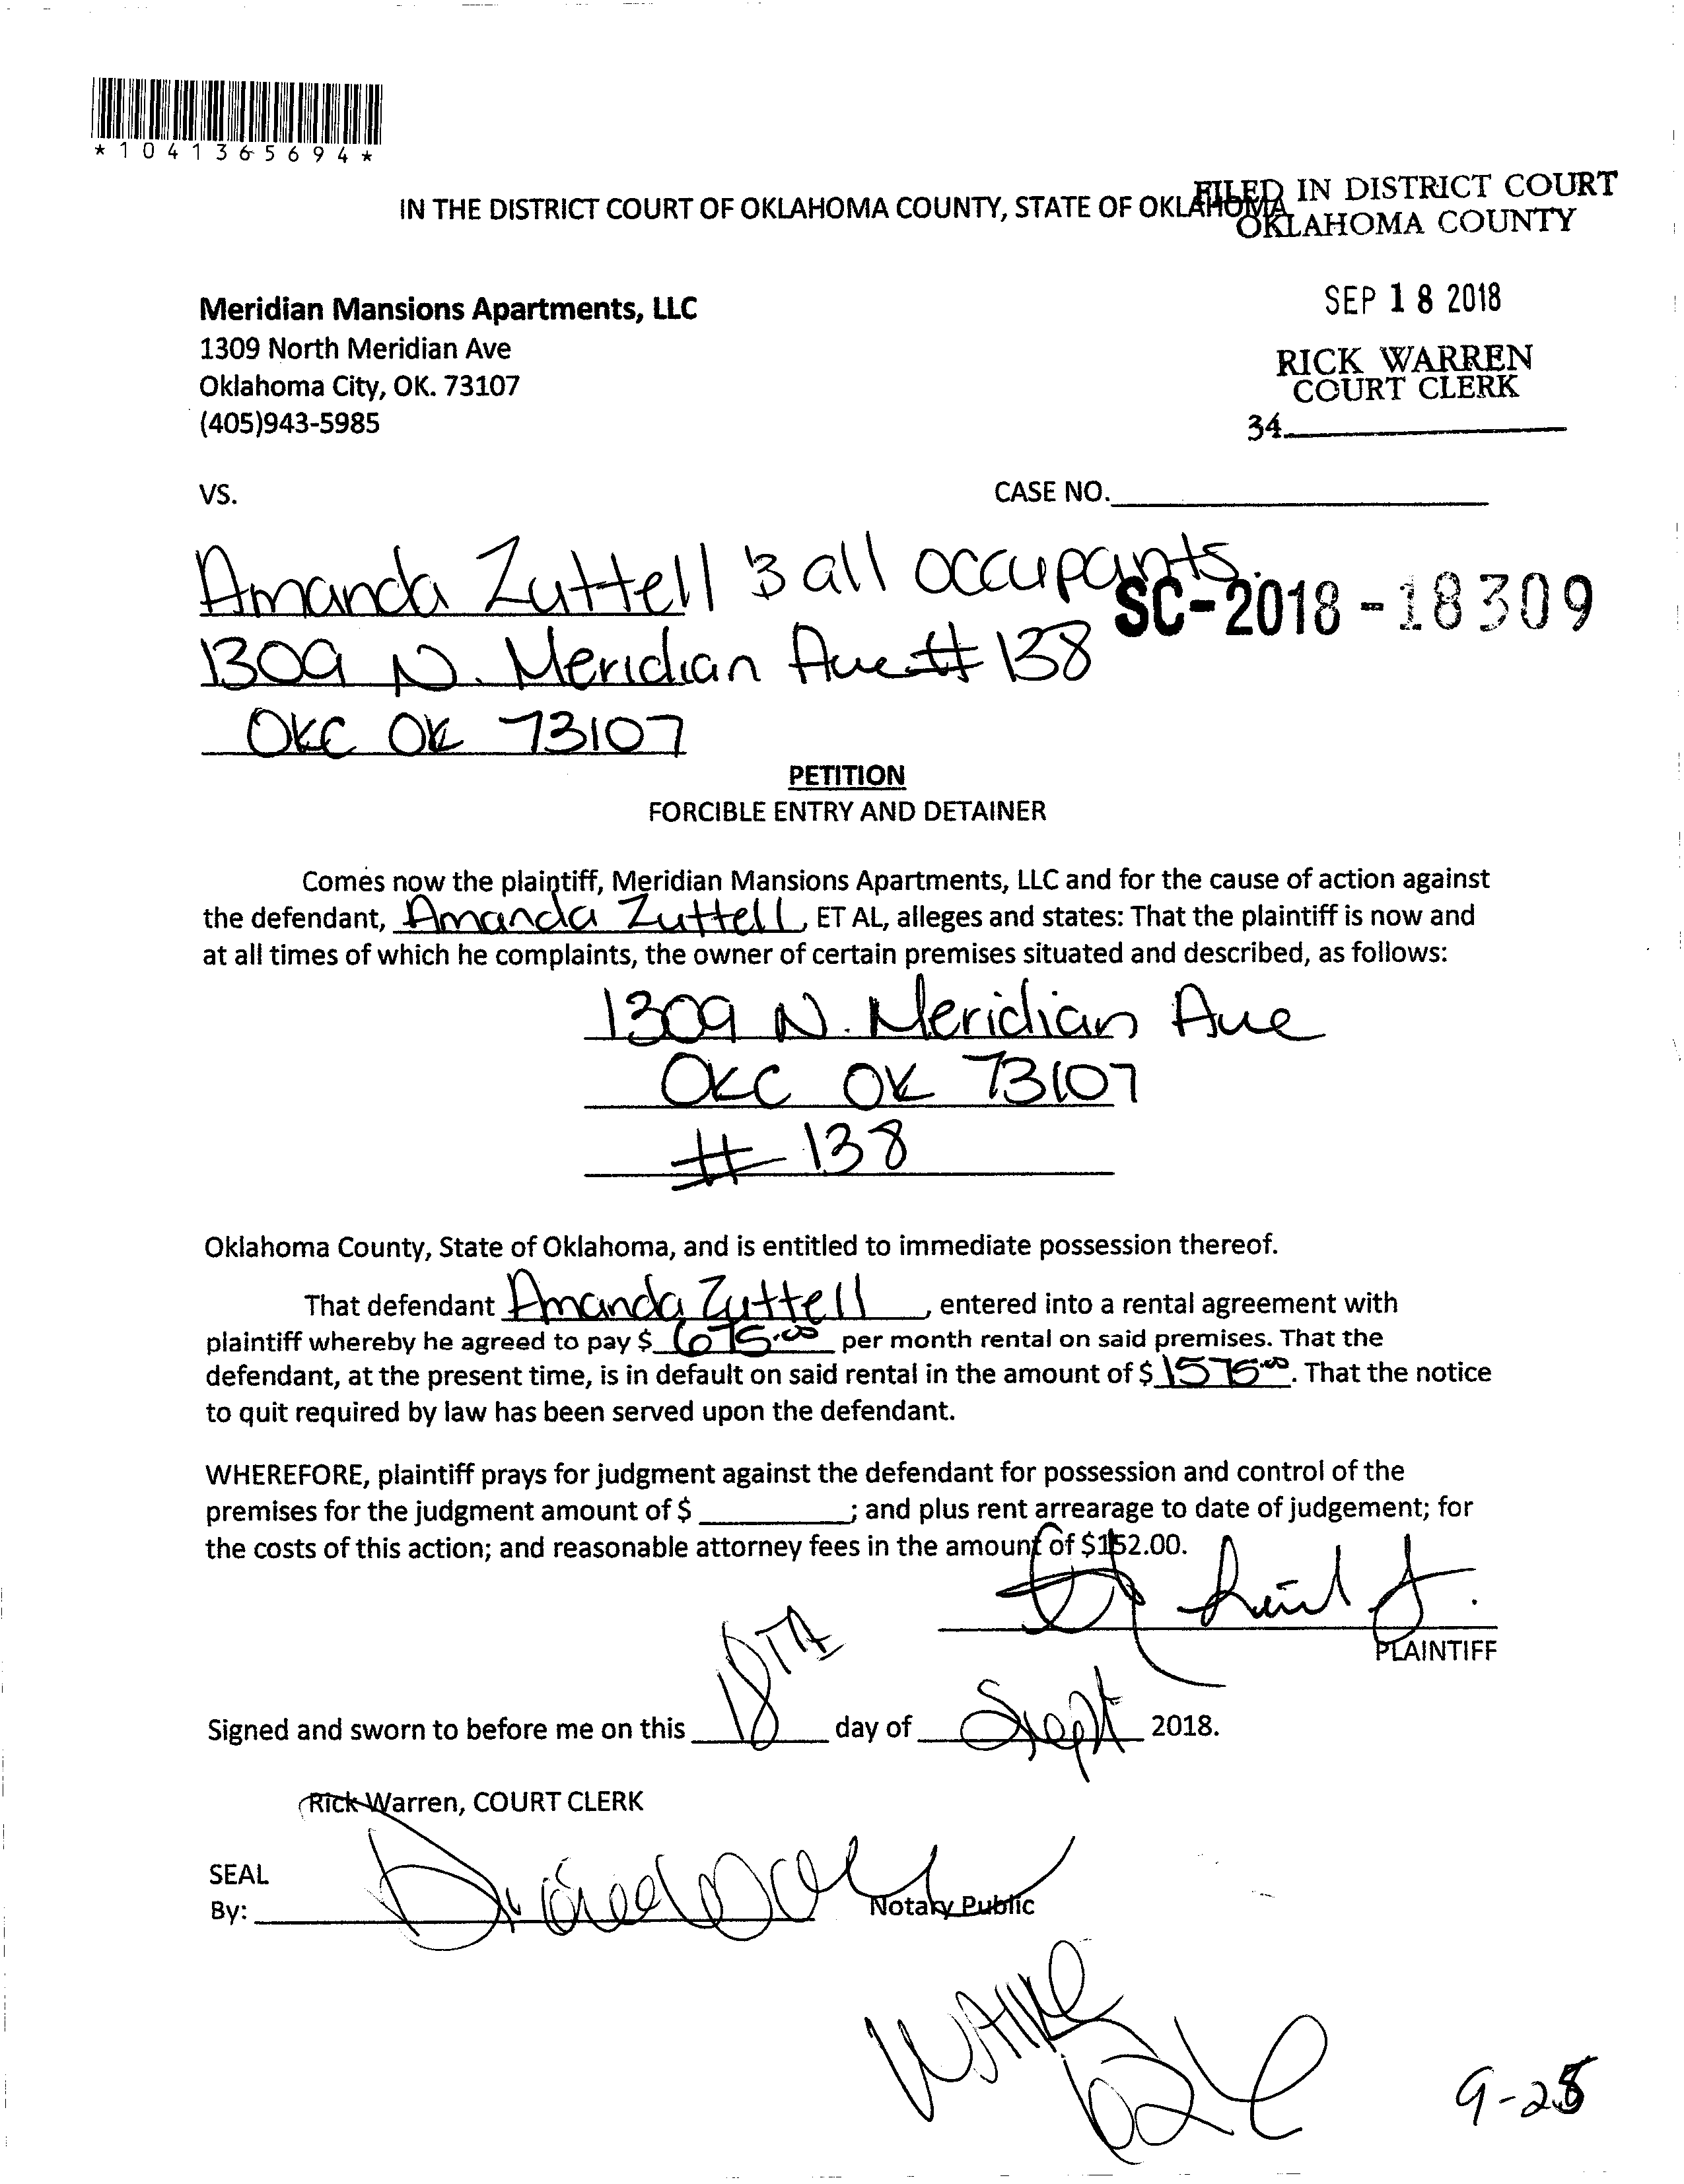 *1041365694*
IN THE DISTRICT COURT OF OKLAHOMA COUNTY, STATE OF OKLAHOMA
FILED IN DISTRICT COURT
OKLAHOMA COUNTY
SEP 18 2018
RICK WARREN
COURT CLERK
34
Meridian Mansions Apartments, LLC
1309 North Meridian Ave
Oklahoma City, OK. 73107
(405)943-5985
VS.
CASE NO.
Amanda Zuttell & all occupants.
SC-2018-18309
1309 N. Meridian Ave # 138
OKC OK 73107
PETITION
FORCIBLE ENTRY AND DETAINER
Comes now the plaintiff, Meridian Mansions Apartments, LLC and for the cause of action against
the defendant, Amanda Zuttell, ET AL, alleges and states: That the plaintiff is now and
at all times of which he complaints, the owner of certain premises situated and described, as follows:
1309 N. Meridian Ave
OKC OK 73107
# 138
Oklahoma County, State of Oklahoma, and is entitled to immediate possession thereof.
That defendant Amanda Zuttell, entered into a rental agreement with
plaintiff whereby he agreed to pay $ 675.00 per month rental on said premises. That the
defendant, at the present time, is in default on said rental in the amount of $ 1575.00. That the notice
to quit required by law has been served upon the defendant.
WHEREFORE, plaintiff prays for judgment against the defendant for possession and control of the
premises for the judgment amount of $ ; and plus rent arrearage to date of judgement; for
the costs of this action; and reasonable attorney fees in the amount of $152.00.
PLAINTIFF
Signed and sworn to before me on this 18th day of Sept 2018.
Rick Warren, COURT CLERK
SEAL
By:
Notary Public
9-25